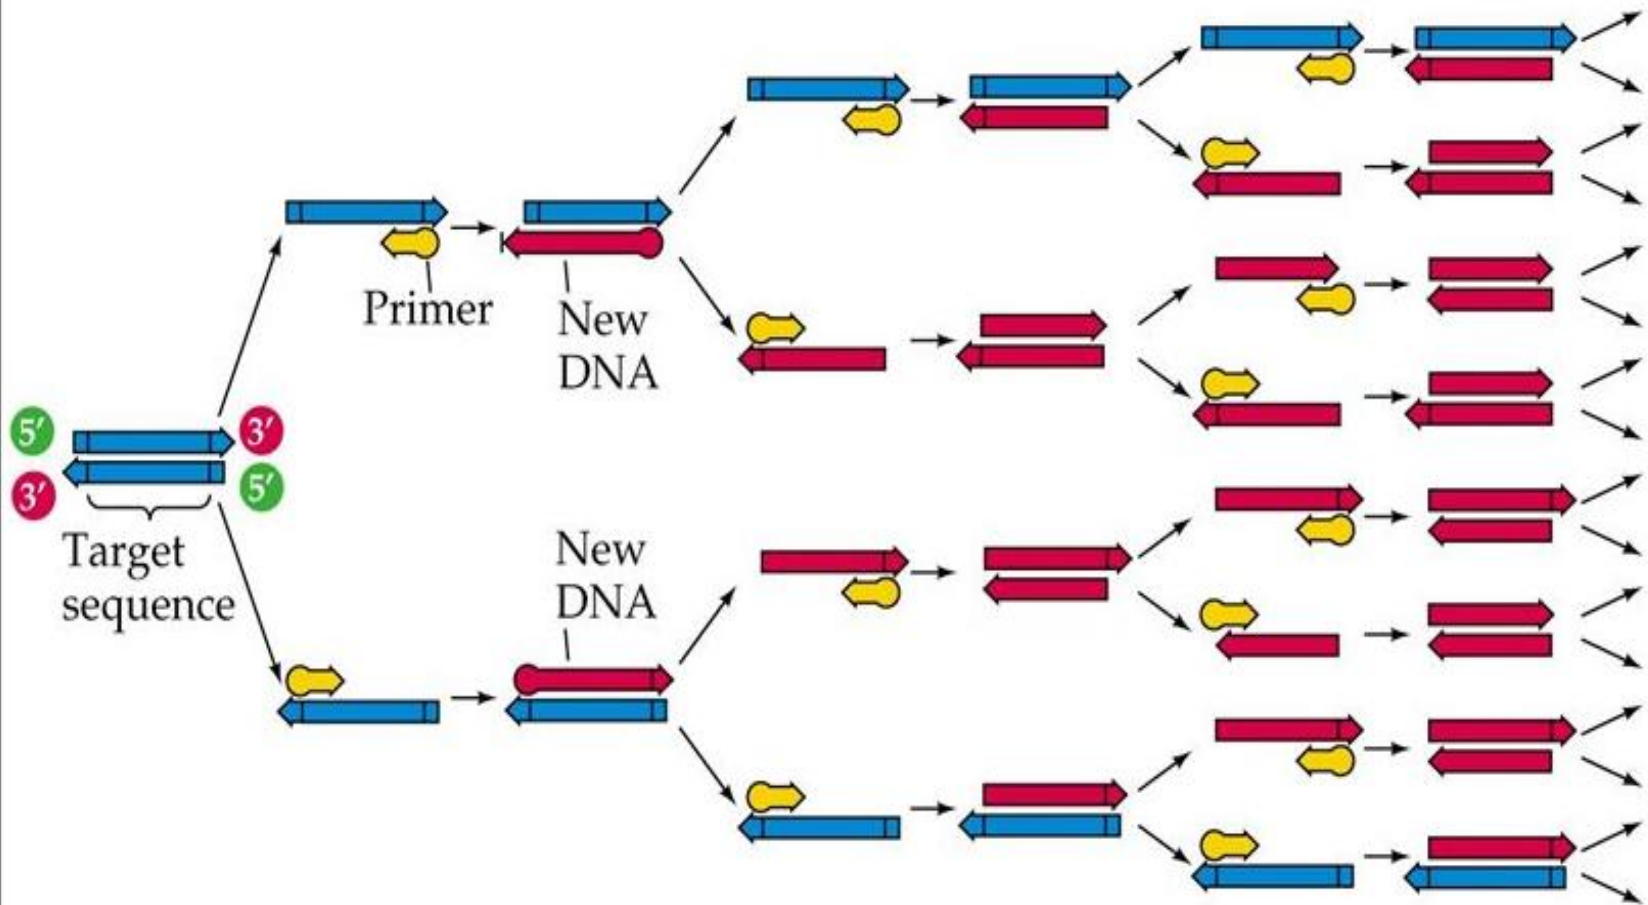 Primer
New
DNA
5′
3′
3′
5′
Target
sequence
New
DNA